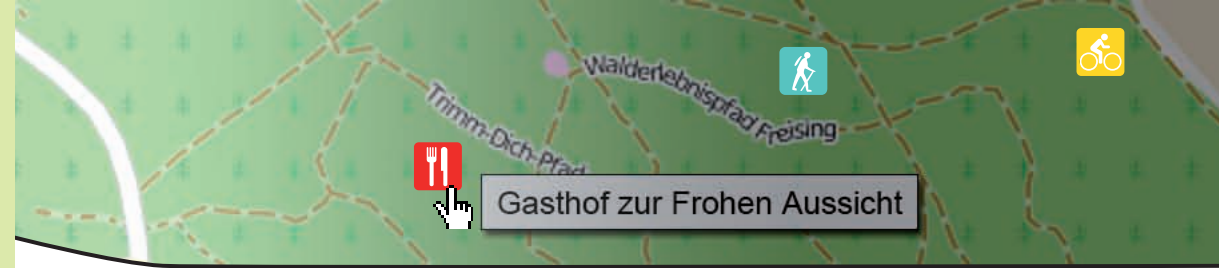 Walderlebnispfad Freising
Trimm-Dich-Pfad
Gasthof zur Frohen Aussicht